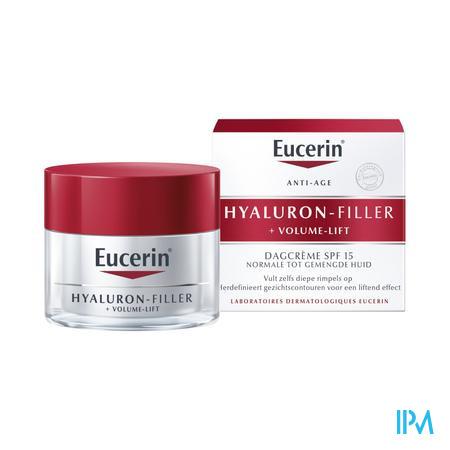 Eucerin®
HYALURON-FILLER
+ VOLUME-LIFT
Eucerin®
ANTI-AGE
HYALURON-FILLER
+ VOLUME-LIFT
DAGCRÈME SPF 15
NORMALE TOT GEMENGDE HUID
Vult zelfs diepe rimpels op
Herdefinieert gezichtscontouren voor een liftend effect
LABORATOIRES DERMATOLOGIQUES EUCERIN
IPM